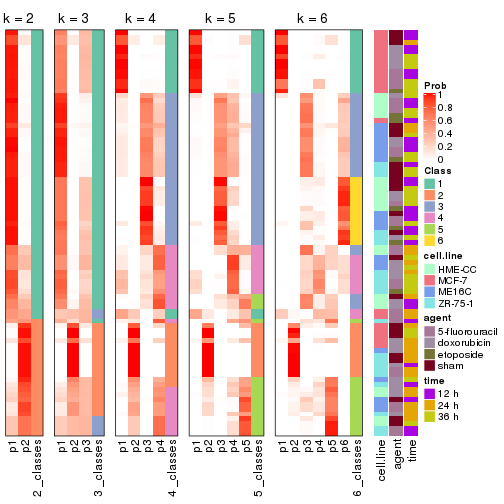 k = 2
k = 3
k = 4
k = 5
k = 6
p1
p2
2_classes
p1
p2
p3
3_classes
p1
p2
p3
p4
4_classes
p1
p2
p3
p4
p5
5_classes
p1
p2
p3
p4
p5
p6
6_classes
cell.line
agent
time
Prob
1
0.8
0.6
0.4
0.2
0
Class
1
2
3
4
5
6
cell.line
HME-CC
MCF-7
ME16C
ZR-75-1
agent
5-fluorouracil
doxorubicin
etoposide
sham
time
12 h
24 h
36 h